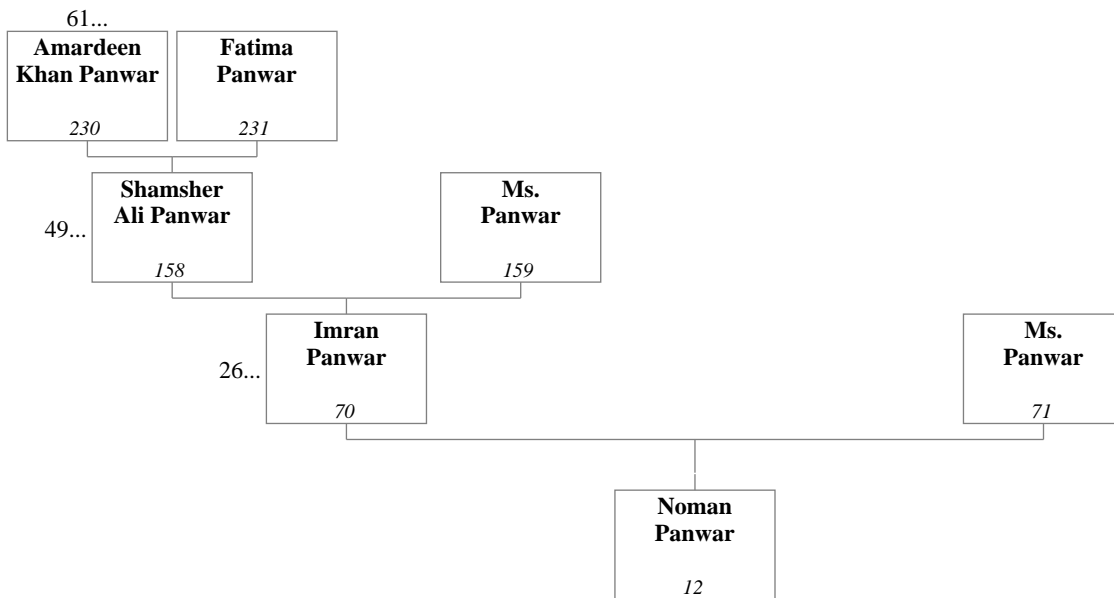 61...
Amardeen
Khan Panwar
230
Fatima
Panwar
231
49...
Shamsher
Ali Panwar
158
Ms.
Panwar
159
26...
Imran
Panwar
70
Ms.
Panwar
71
Noman
Panwar
12